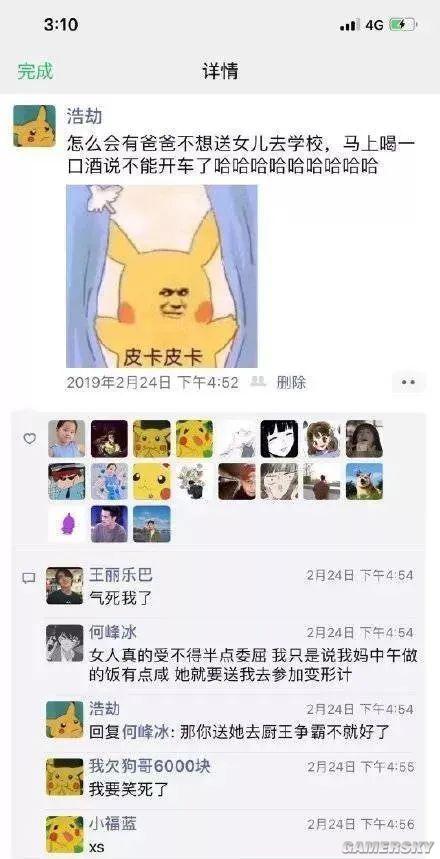 3:10
4G
完成
详情
浩劫
怎么会有爸爸不想送女儿去学校，马上喝一
口酒说不能开车了哈哈哈哈哈哈哈哈哈
皮卡皮卡
2019年2月24日 下午4:52 删除
王丽乐巴 2月24日 下午4:54
气死我了
何峰冰 2月24日 下午4:54
女人真的受不得半点委屈 我只是说我妈中午做
的饭有点咸 她就要送我去参加变形计
浩劫 2月24日 下午4:54
回复何峰冰: 那你送她去厨王争霸不就好了
我欠狗哥6000块 2月24日 下午4:55
我要笑死了
小福蓝 2月24日 下午4:56
xs
GAMERSKY